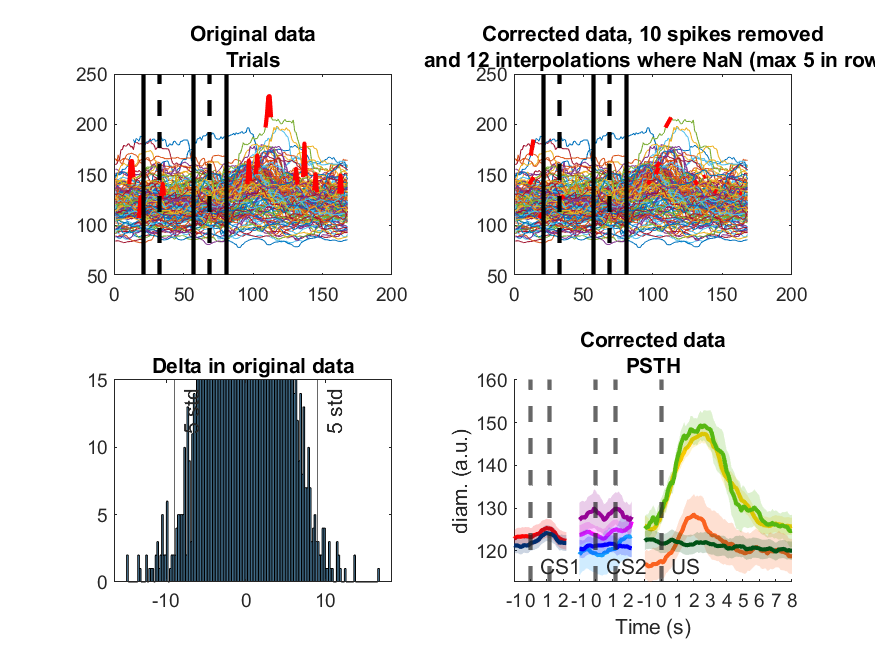 Original data
Trials
250
200
150
100
50
0 50 100 150 200
Corrected data, 10 spikes removed
and 12 interpolations where NaN (max 5 in row
250
200
150
100
50
0 50 100 150 200
Delta in original data
15
10
5
0
-10 0 10
5 std
5 std
Corrected data
PSTH
160
150
140
130
120
diam. (a.u.)
CS1 CS2 US
-1 0 1 2 -1 0 1 2 -1 0 1 2 3 4 5 6 7 8
Time (s)